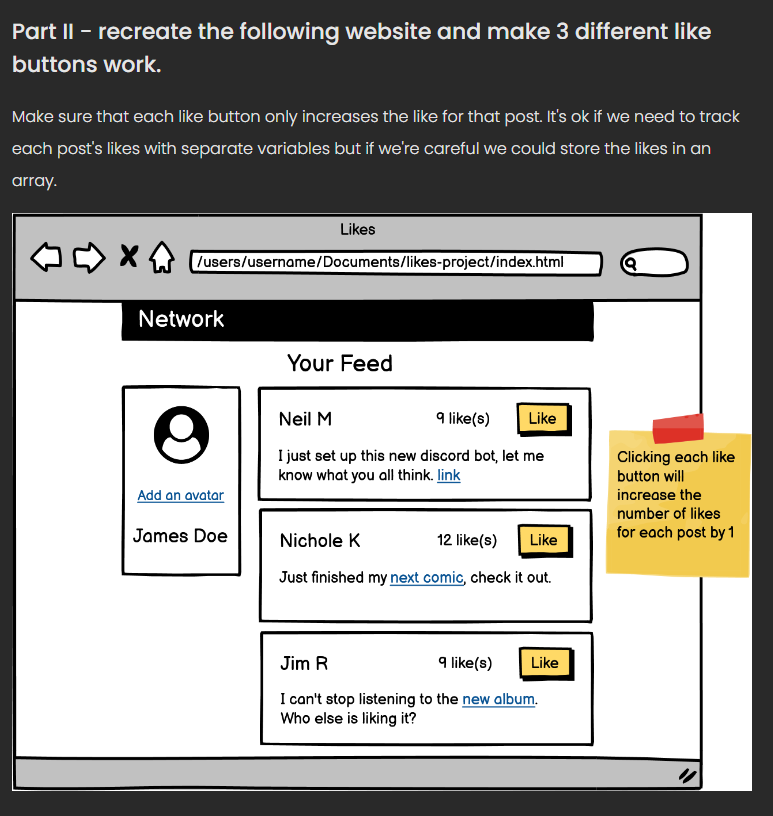 Part II - recreate the following website and make 3 different like
buttons work.
Make sure that each like button only increases the like for that post. It's ok if we need to track
each post's likes with separate variables but if we're careful we could store the likes in an
array.
Likes
/users/username/Documents/likes-project/index.html
Network
Your Feed
Add an avatar
James Doe
Neil M 9 like(s) Like
I just set up this new discord bot, let me
know what you all think. link
Nichole K 12 like(s) Like
Just finished my next comic, check it out.
Jim R 9 like(s) Like
I can't stop listening to the new album.
Who else is liking it?
Clicking each like
button will
increase the
number of likes
for each post by 1